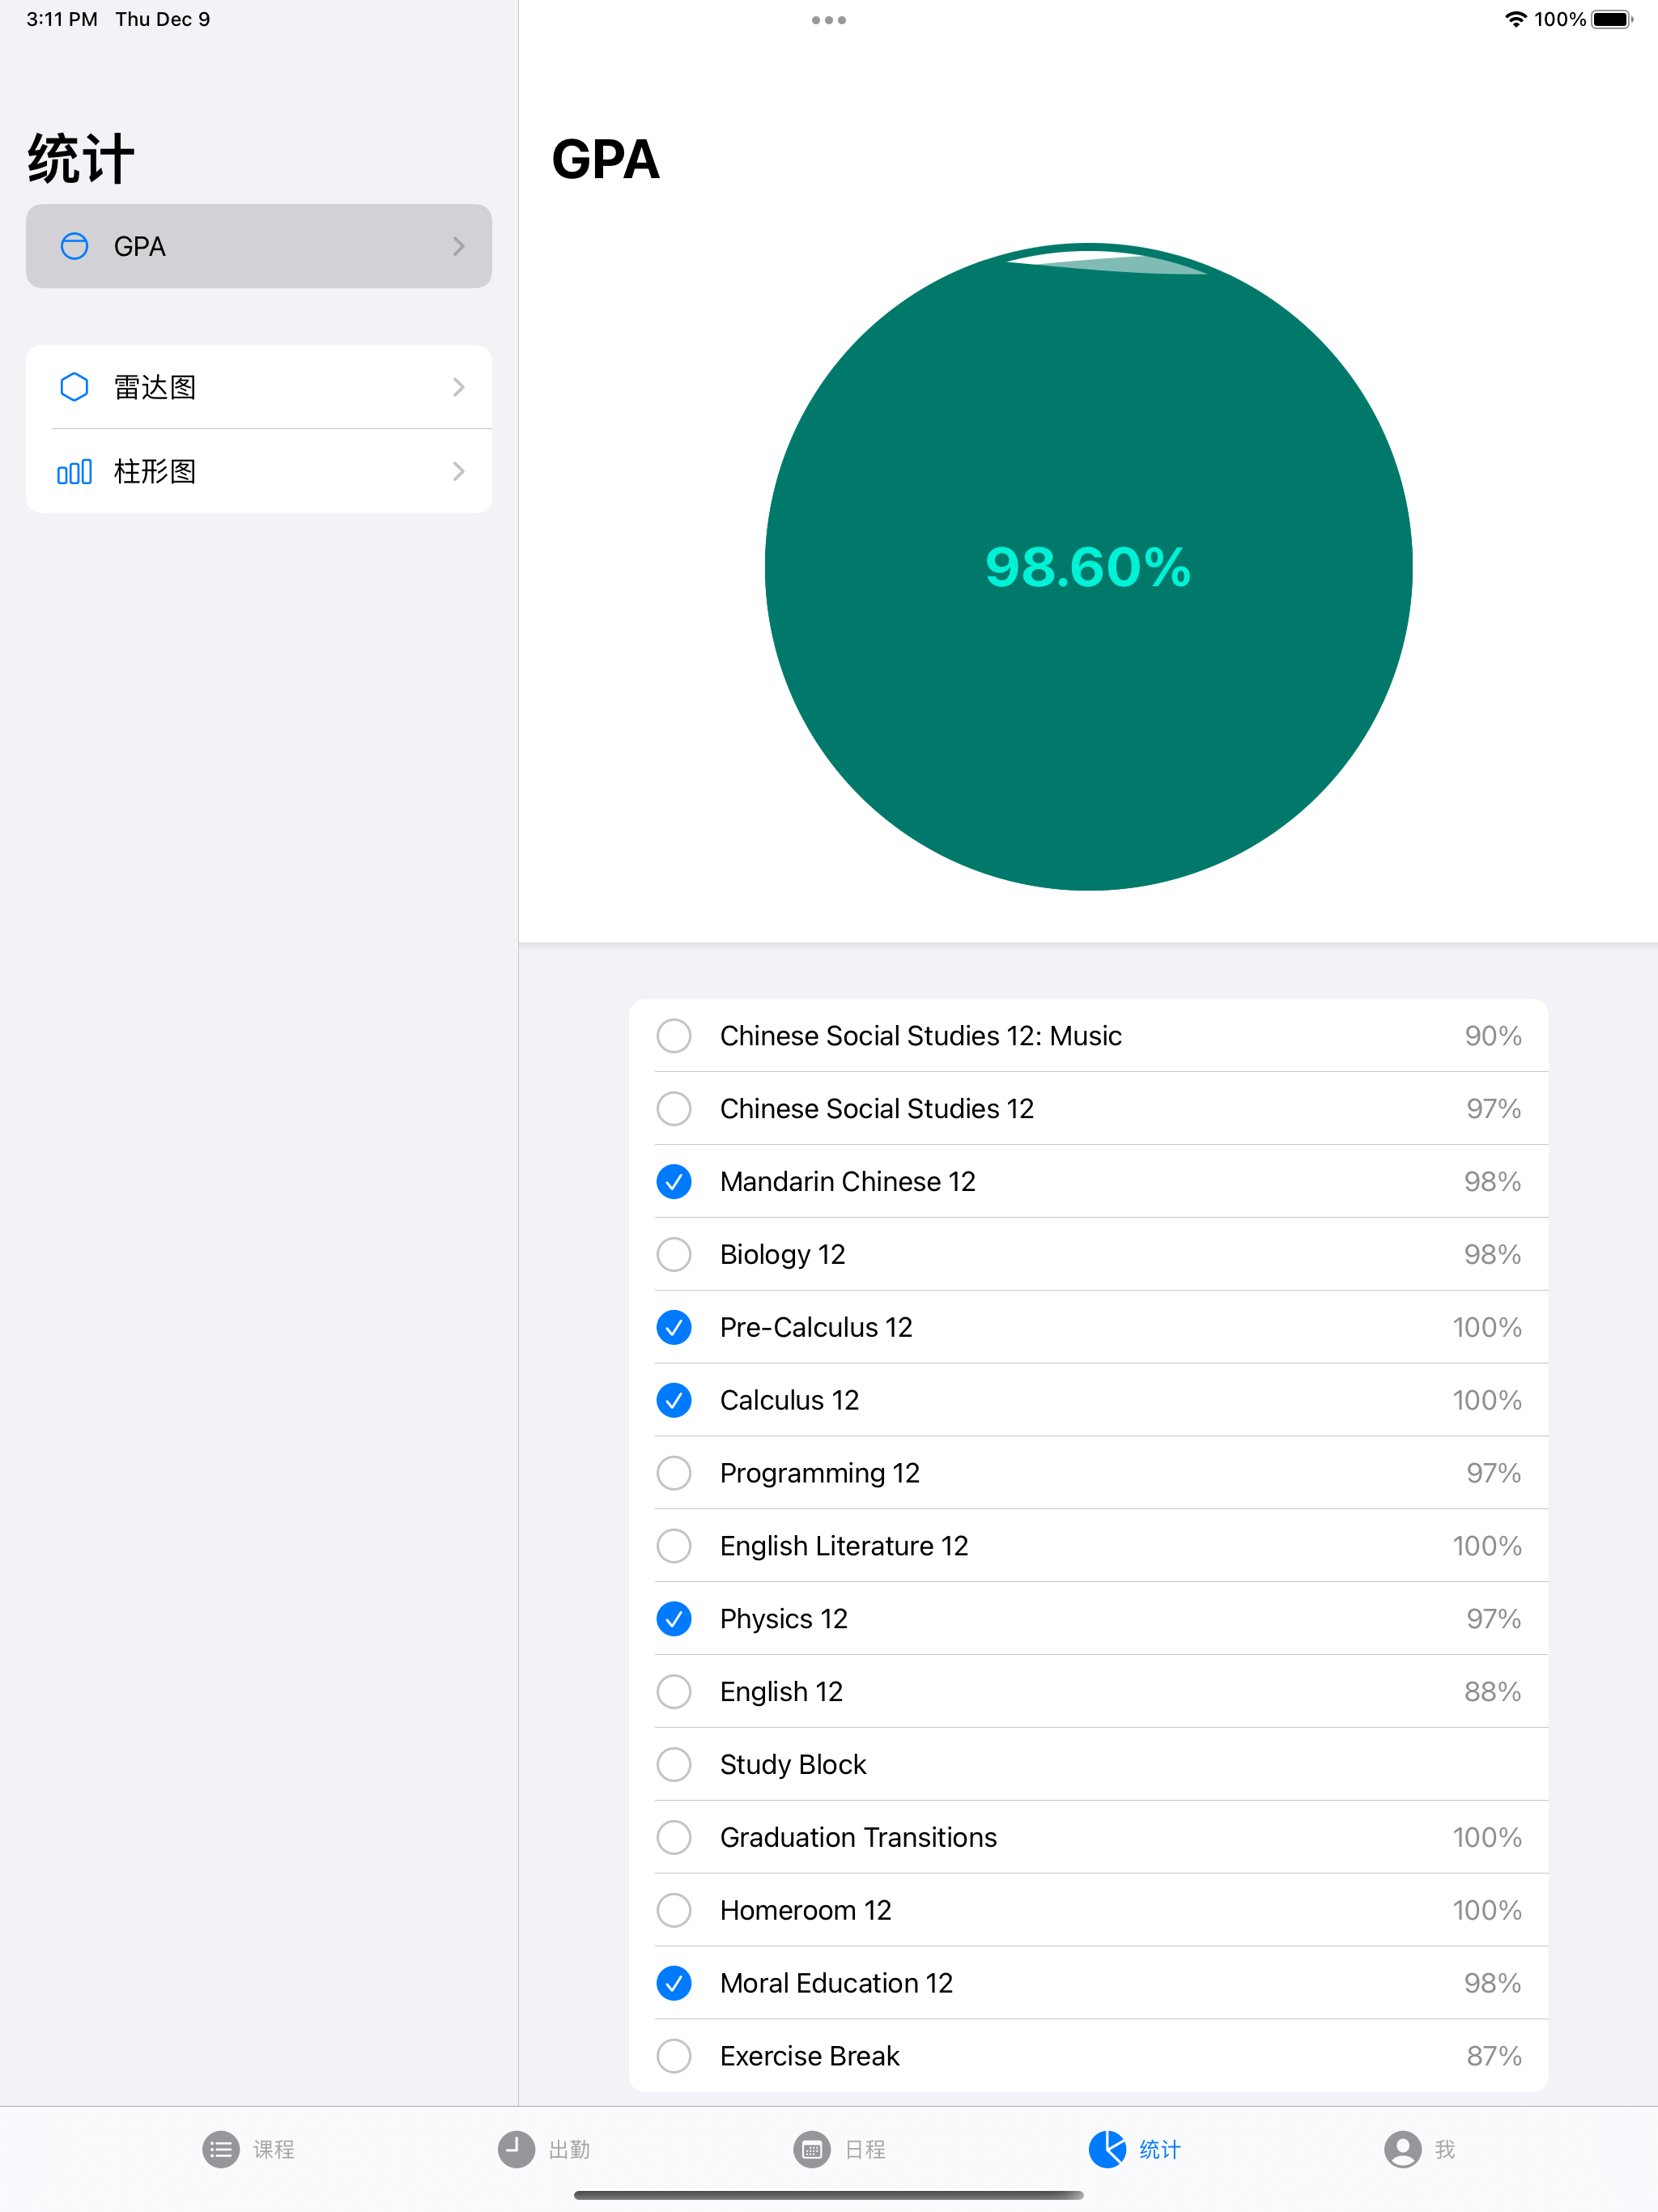 3:11 PM Thu Dec 9
100%
统计
GPA
雷达图
柱形图
GPA
98.60%
Chinese Social Studies 12: Music 90%
Chinese Social Studies 12 97%
Mandarin Chinese 12 98%
Biology 12 98%
Pre-Calculus 12 100%
Calculus 12 100%
Programming 12 97%
English Literature 12 100%
Physics 12 97%
English 12 88%
Study Block
Graduation Transitions 100%
Homeroom 12 100%
Moral Education 12 98%
Exercise Break 87%
课程 出勤 日程 统计 我